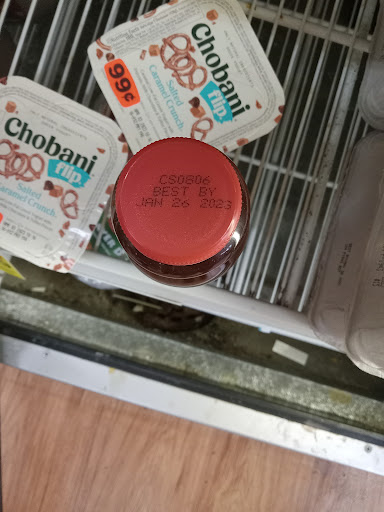 Chobani
flip
Salted
Caramel Crunch
99¢
Chobani
flip
Salted
Caramel Crunch
CS0806
BEST BY
JAN 26 2023